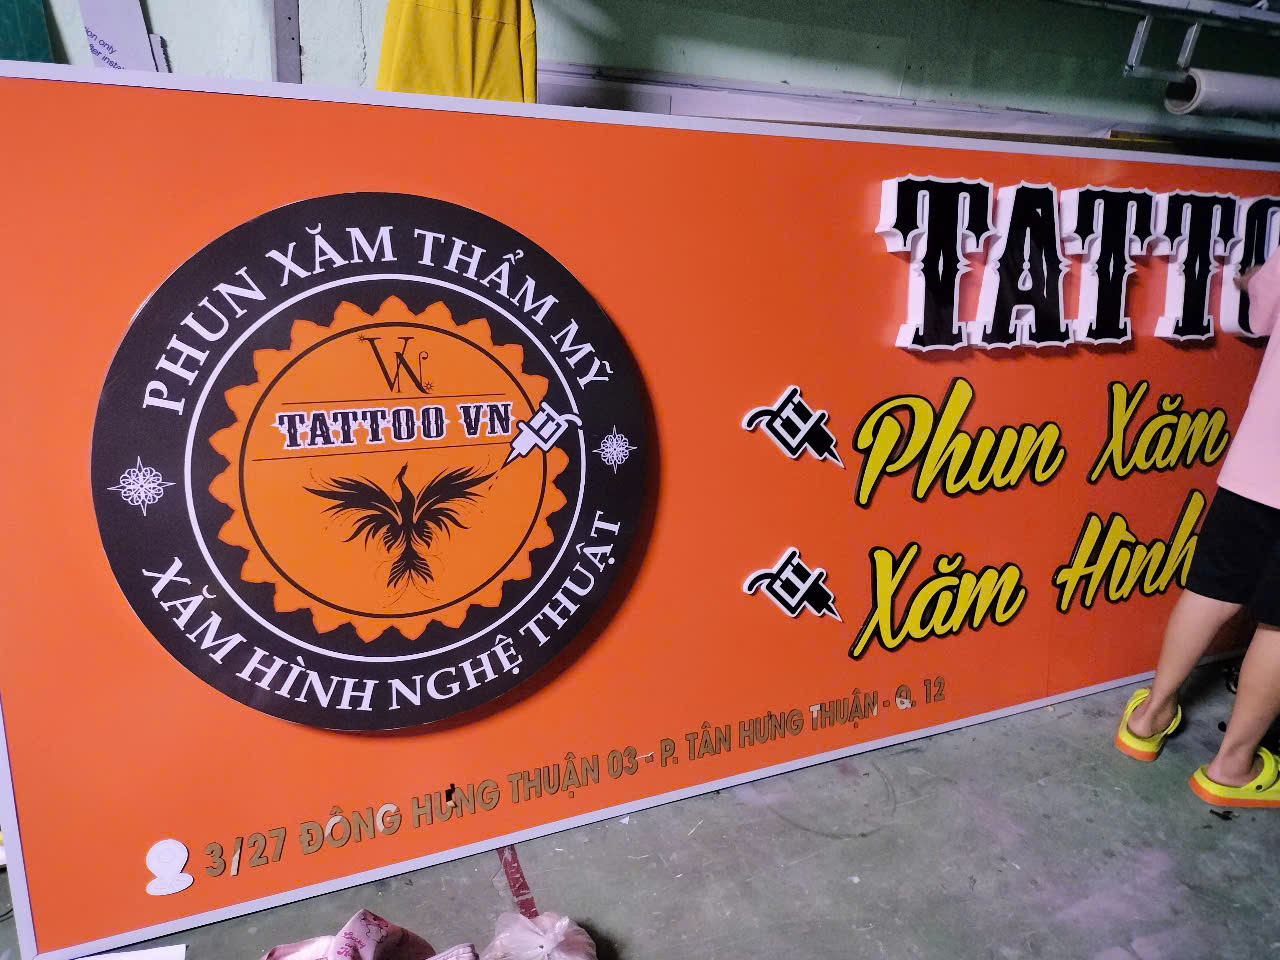 PHUN XĂM THẨM MỸ
VN
TATTOO VN
XĂM HÌNH NGHỆ THUẬT
TATTO
Phun Xăm
Xăm Hình
3/27 ĐÔNG HƯNG THUẬN 03 - P. TÂN HƯNG THUẬN - Q. 12